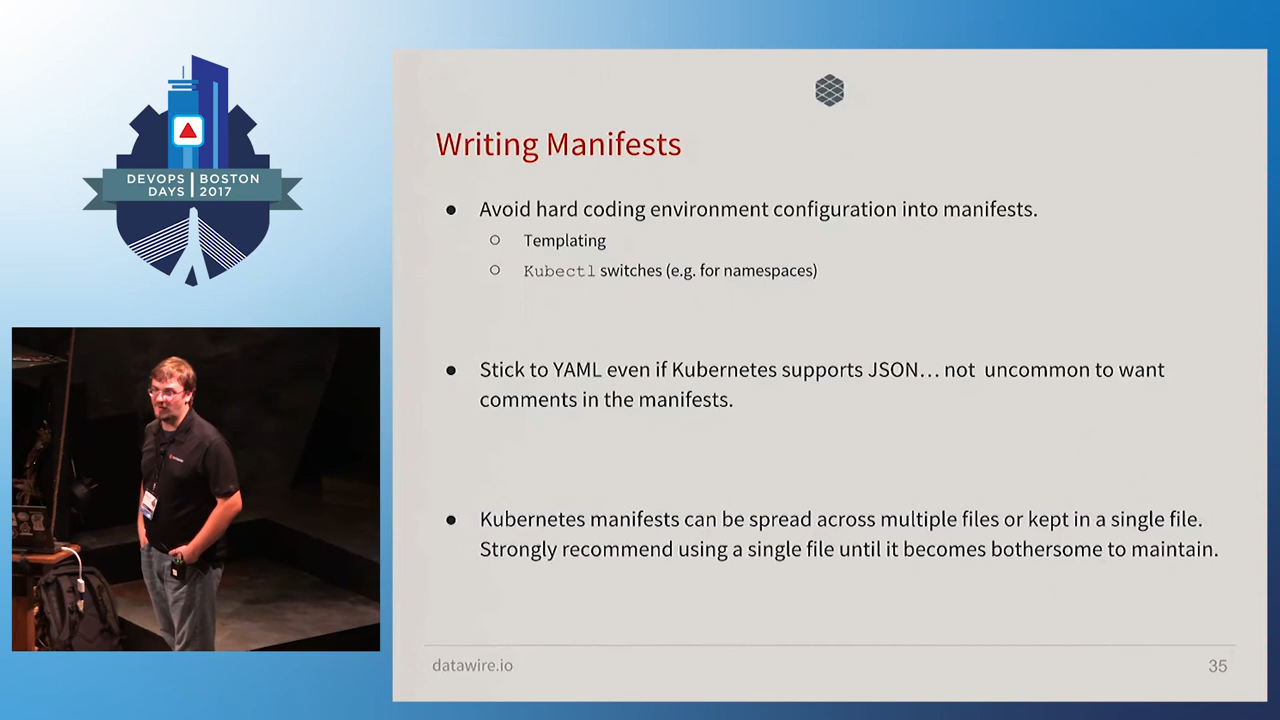 DEVOPS BOSTON
DAYS 2017
Writing Manifests
● Avoid hard coding environment configuration into manifests.
○ Templating
○ Kubectl switches (e.g. for namespaces)
● Stick to YAML even if Kubernetes supports JSON… not uncommon to want
comments in the manifests.
● Kubernetes manifests can be spread across multiple files or kept in a single file.
Strongly recommend using a single file until it becomes bothersome to maintain.
datawire.io
35